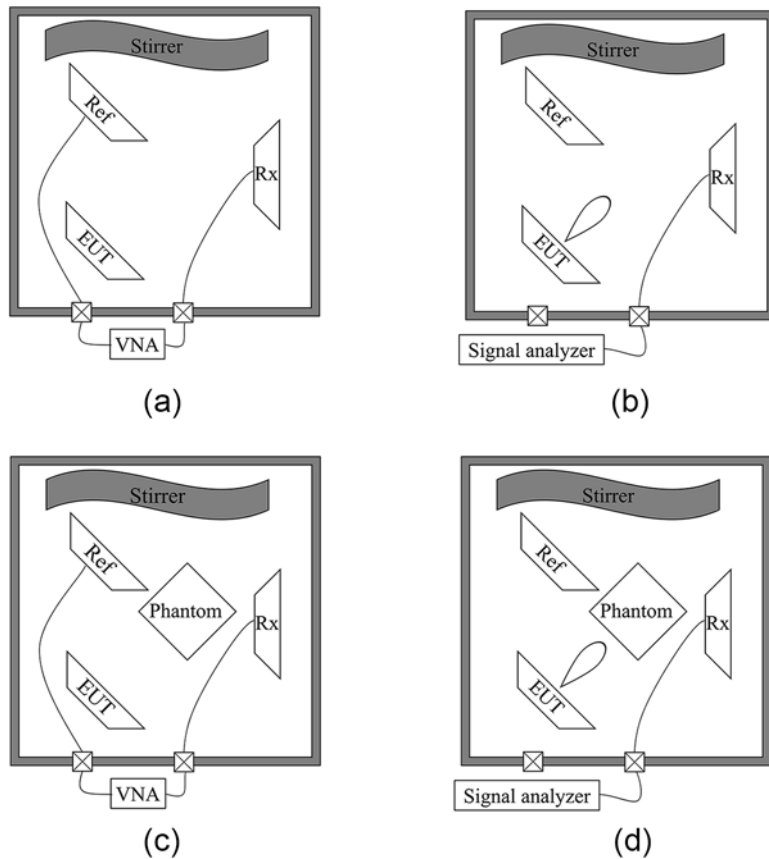 Stirrer
Ref
Rx
EUT
VNA
(a)
Stirrer
Ref
Rx
EUT
Signal analyzer
(b)
Stirrer
Ref
Phantom
Rx
EUT
VNA
(c)
Stirrer
Ref
Phantom
Rx
EUT
Signal analyzer
(d)